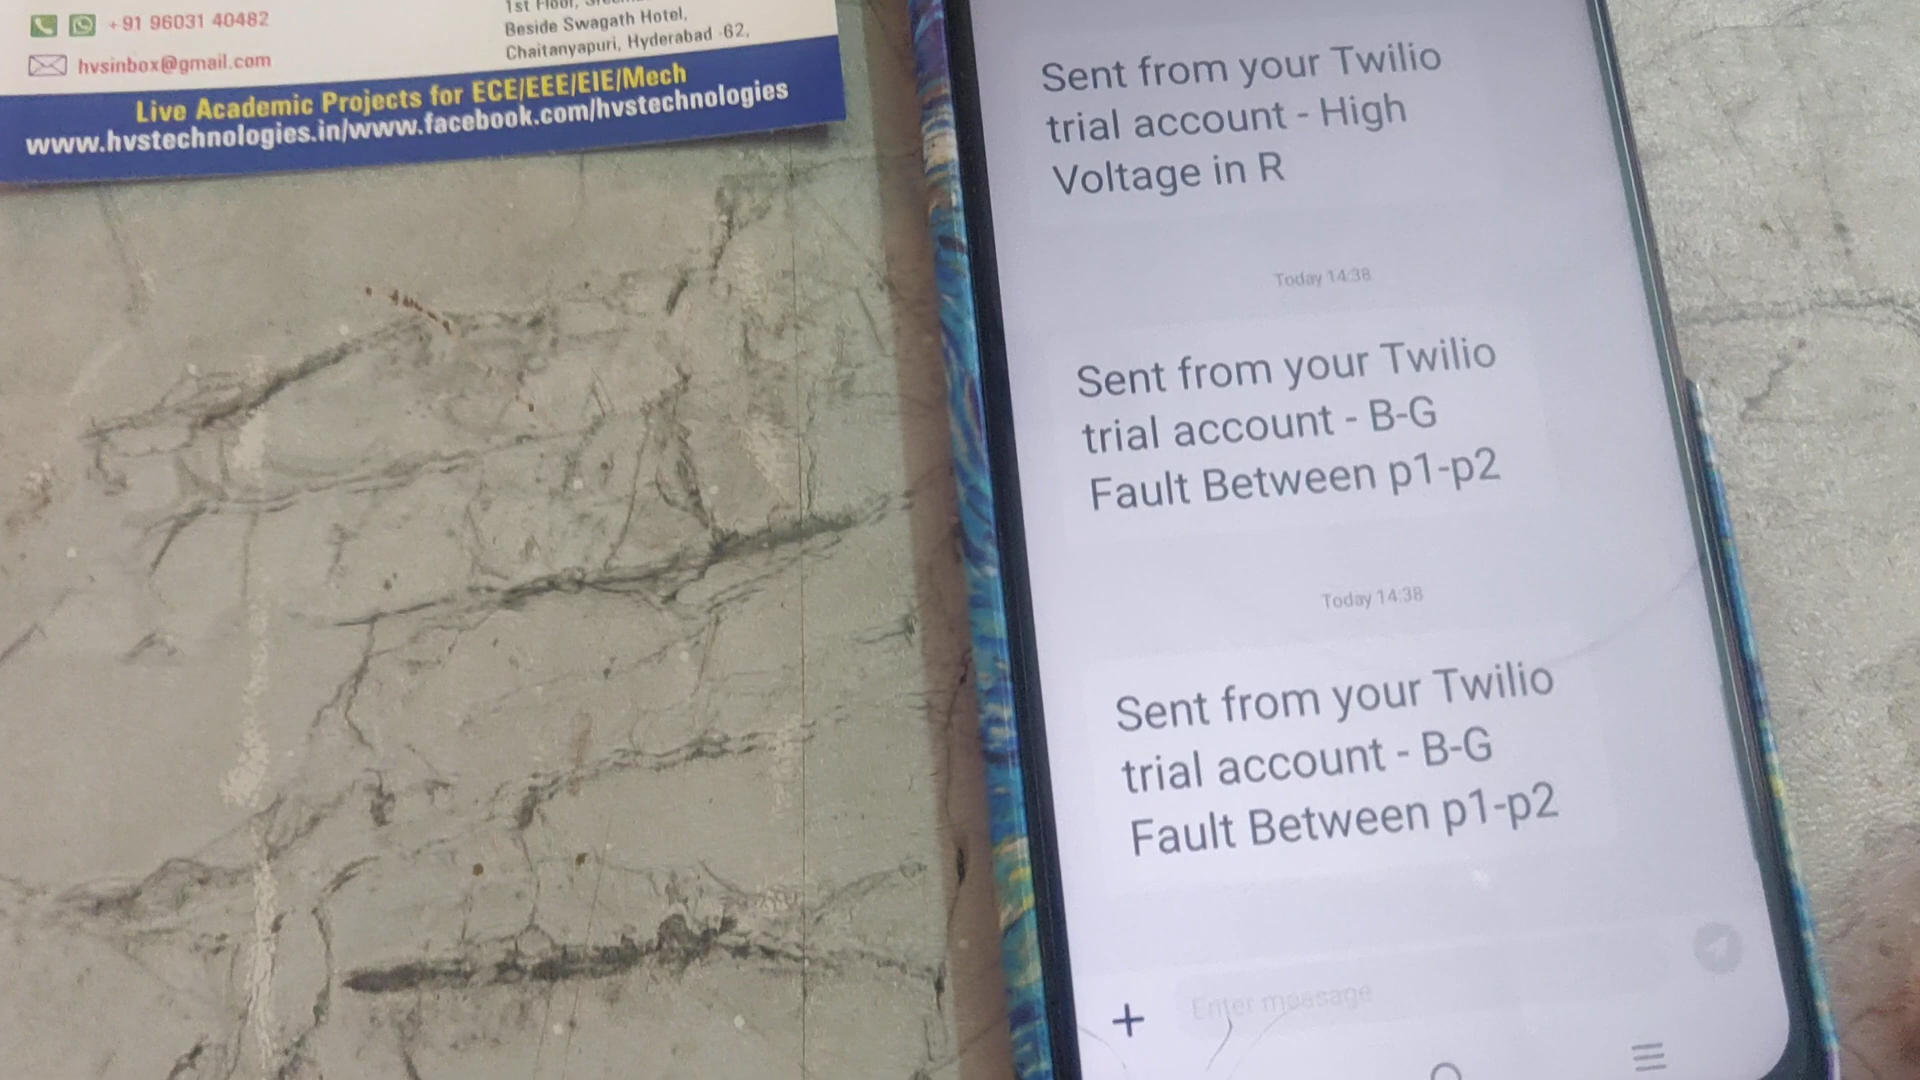 +91 96031 40482
hvsinbox@gmail.com
1st Floor,
Beside Swagath Hotel,
Chaitanyapuri, Hyderabad -62,
Live Academic Projects for ECE/EEE/EIE/Mech
www.hvstechnologies.in/www.facebook.com/hvstechnologies
Sent from your Twilio
trial account - High
Voltage in R
Today 14:38
Sent from your Twilio
trial account - B-G
Fault Between p1-p2
Today 14:38
Sent from your Twilio
trial account - B-G
Fault Between p1-p2
Enter message